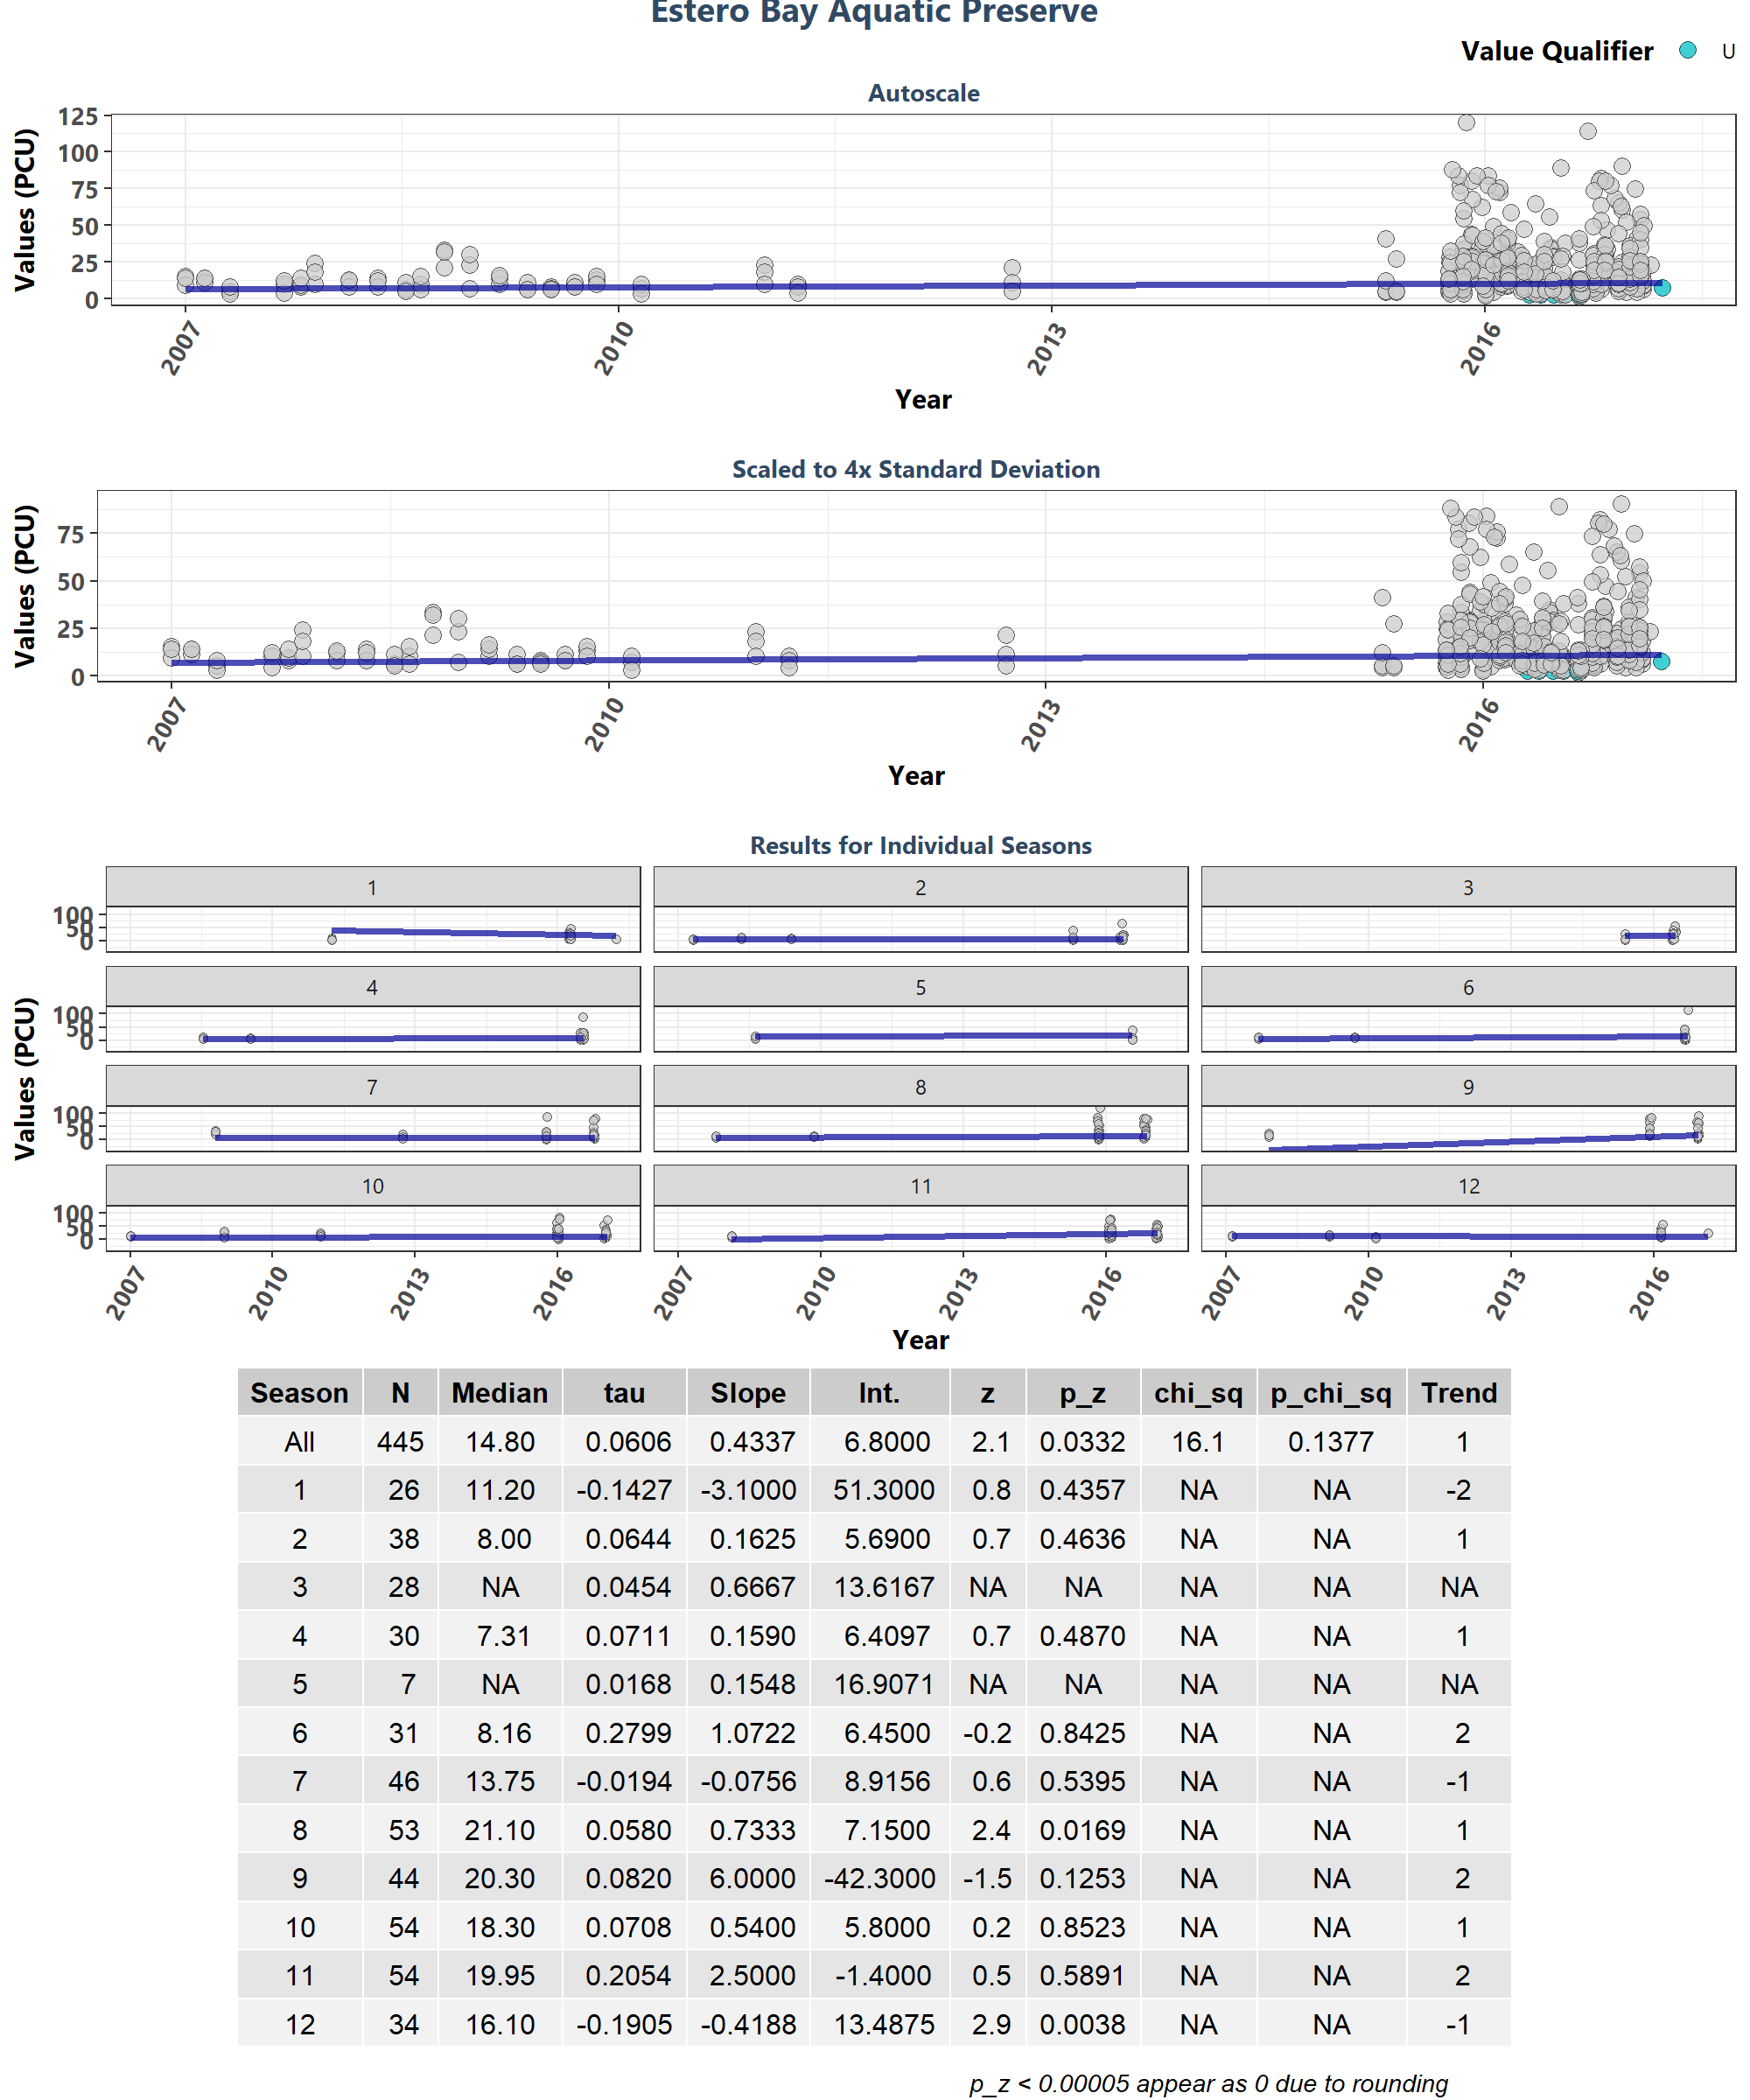 Estero Bay Aquatic Preserve
Value Qualifier U
Autoscale
Values (PCU)
125
100
75
50
25
0
2007 2010 2013 2016
Year
Scaled to 4x Standard Deviation
Values (PCU)
75
50
25
0
2007 2010 2013 2016
Year
Results for Individual Seasons
Values (PCU)
1 2 3
100
50
0
4 5 6
100
50
0
7 8 9
100
50
0
10 11 12
100
50
0
2007 2010 2013 2016 2007 2010 2013 2016 2007 2010 2013 2016
Year
Season N Median tau Slope Int. z p_z chi_sq p_chi_sq Trend
All 445 14.80 0.0606 0.4337 6.8000 2.1 0.0332 16.1 0.1377 1
1 26 11.20 -0.1427 -3.1000 51.3000 0.8 0.4357 NA NA -2
2 38 8.00 0.0644 0.1625 5.6900 0.7 0.4636 NA NA 1
3 28 NA 0.0454 0.6667 13.6167 NA NA NA NA NA
4 30 7.31 0.0711 0.1590 6.4097 0.7 0.4870 NA NA 1
5 7 NA 0.0168 0.1548 16.9071 NA NA NA NA NA
6 31 8.16 0.2799 1.0722 6.4500 -0.2 0.8425 NA NA 2
7 46 13.75 -0.0194 -0.0756 8.9156 0.6 0.5395 NA NA -1
8 53 21.10 0.0580 0.7333 7.1500 2.4 0.0169 NA NA 1
9 44 20.30 0.0820 6.0000 -42.3000 -1.5 0.1253 NA NA 2
10 54 18.30 0.0708 0.5400 5.8000 0.2 0.8523 NA NA 1
11 54 19.95 0.2054 2.5000 -1.4000 0.5 0.5891 NA NA 2
12 34 16.10 -0.1905 -0.4188 13.4875 2.9 0.0038 NA NA -1
p_z < 0.00005 appear as 0 due to rounding